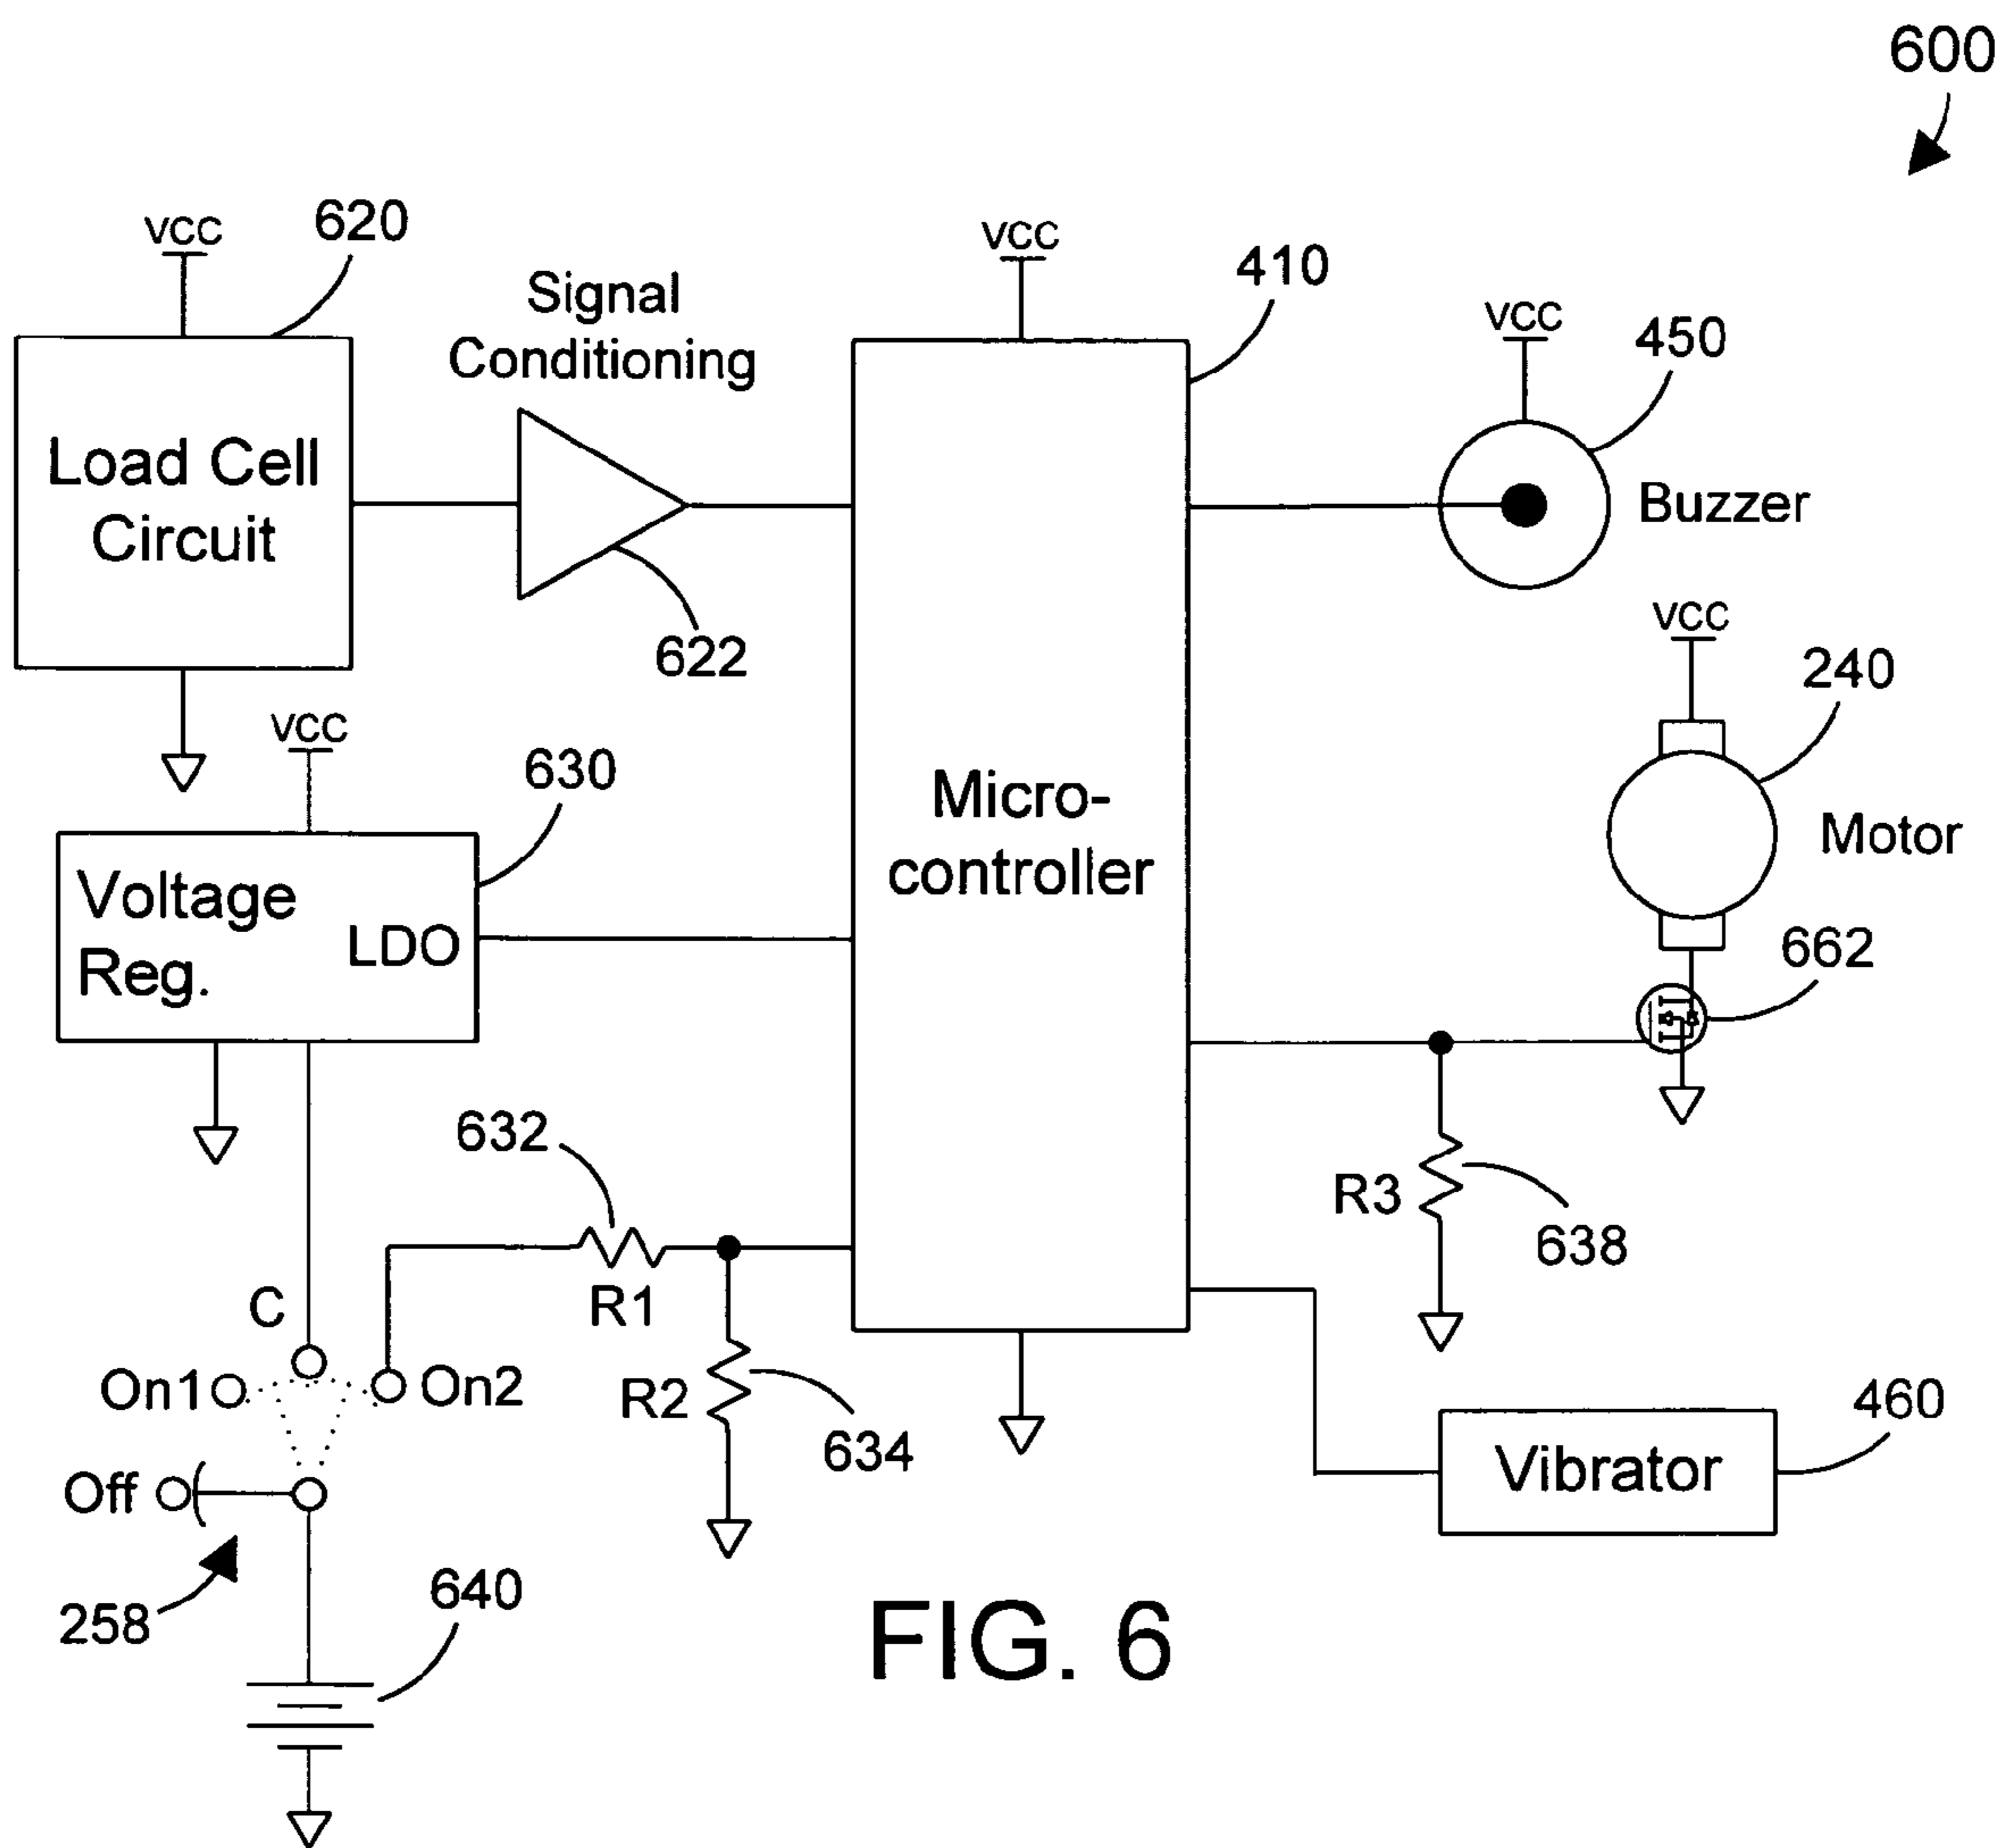 600
VCC
620
Signal
Conditioning
VCC
410
VCC
450
Load Cell
Circuit
Buzzer
622
VCC
240
VCC
630
Micro-
controller
Motor
Voltage
Reg.
LDO
662
632
R1
R3
638
C
On1
On2
R2
634
460
Vibrator
Off
258
640
FIG. 6